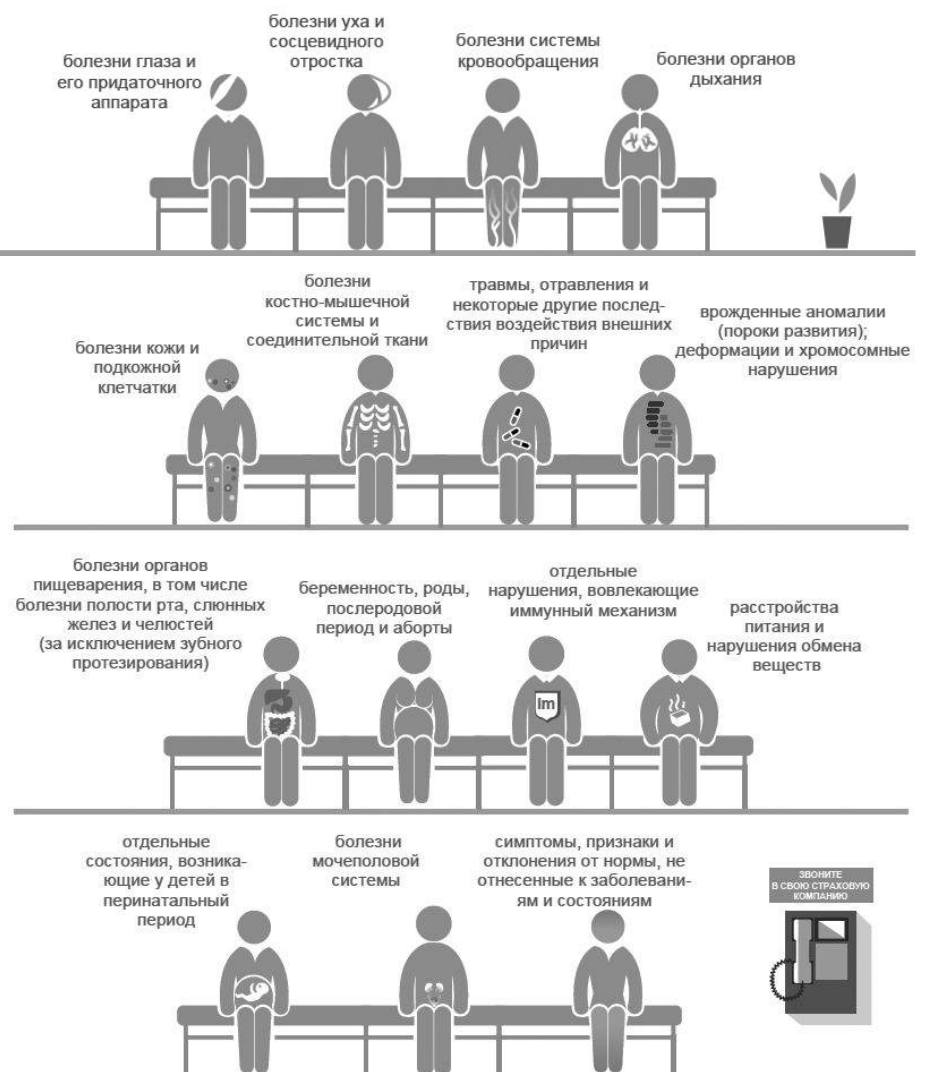 болезни глаза и
его придаточного
аппарата
болезни уха и
сосцевидного
отростка
болезни системы
кровообращения
болезни органов
дыхания
болезни кожи и
подкожной
клетчатки
болезни
костно-мышечной
системы и
соединительной ткани
травмы, отравления и
некоторые другие послед-
ствия воздействия внешних
причин
врожденные аномалии
(пороки развития);
деформации и хромосомные
нарушения
болезни органов
пищеварения, в том числе
болезни полости рта, слюнных
желез и челюстей
(за исключением зубного
протезирования)
беременность, роды,
послеродовой
период и аборты
отдельные
нарушения, вовлекающие
иммунный механизм
Im
расстройства
питания и
нарушения обмена
веществ
отдельные
состояния, возника-
ющие у детей в
перинатальный
период
болезни
мочеполовой
системы
симптомы, признаки и
отклонения от нормы, не
отнесенные к заболевани-
ям и состояниям
ЗВОНИТЕ
В СВОЮ СТРАХОВУЮ
КОМПАНИЮ